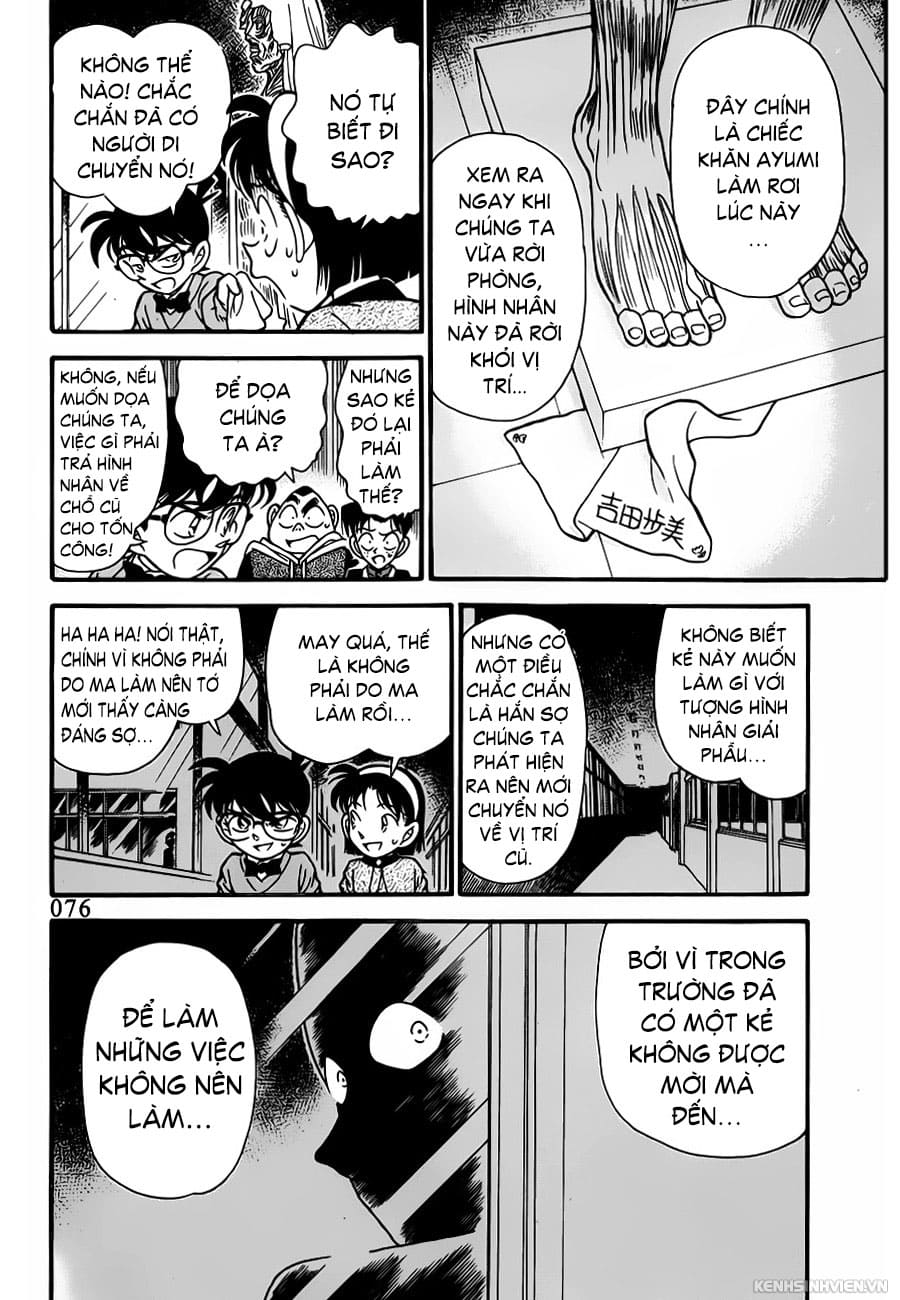 ĐÂY CHÍNH
LÀ CHIẾC
KHĂN AYUMI
LÀM RƠI
LÚC NÀY
...
XEM RA
NGAY KHI
CHÚNG TA
VỪA RỜI
PHÒNG,
HÌNH NHÂN
NÀY ĐÃ RỜI
KHỎI VỊ
TRÍ...
吉田歩美
NÓ TỰ
BIẾT ĐI
SAO?
KHÔNG THỂ
NÀO! CHẮC
CHẮN ĐÃ CÓ
NGƯỜI DI
CHUYỂN NÓ!
NHƯNG
SAO KẺ
ĐÓ LẠI
PHẢI
LÀM
THẾ?
ĐỂ DỌA
CHÚNG
TA À?
KHÔNG, NẾU
MUỐN DỌA
CHÚNG TA,
VIỆC GÌ PHẢI
TRẢ HÌNH
NHÂN VỀ
CHỖ CŨ
CHO TỐN
CÔNG!
KHÔNG BIẾT
KẺ NÀY MUỐN
LÀM GÌ VỚI
TƯỢNG HÌNH
NHÂN GIẢI
PHẪU...
NHƯNG CÓ
MỘT ĐIỀU
CHẮC CHẮN
LÀ HẮN SỢ
CHÚNG TA
PHÁT HIỆN
RA NÊN MỚI
CHUYỂN NÓ
VỀ VỊ TRÍ
CŨ.
MAY QUÁ, THẾ
LÀ KHÔNG
PHẢI DO MA
LÀM RỒI...
HA HA HA! NÓI THẬT,
CHÍNH VÌ KHÔNG PHẢI
DO MA LÀM NÊN TỚ
MỚI THẤY CÀNG
ĐÁNG SỢ...
076
BỞI VÌ TRONG
TRƯỜNG ĐÃ
CÓ MỘT KẺ
KHÔNG ĐƯỢC
MỜI MÀ
ĐẾN...
ĐỂ LÀM
NHỮNG VIỆC
KHÔNG NÊN
LÀM...
KENHSINHVIEN.VN